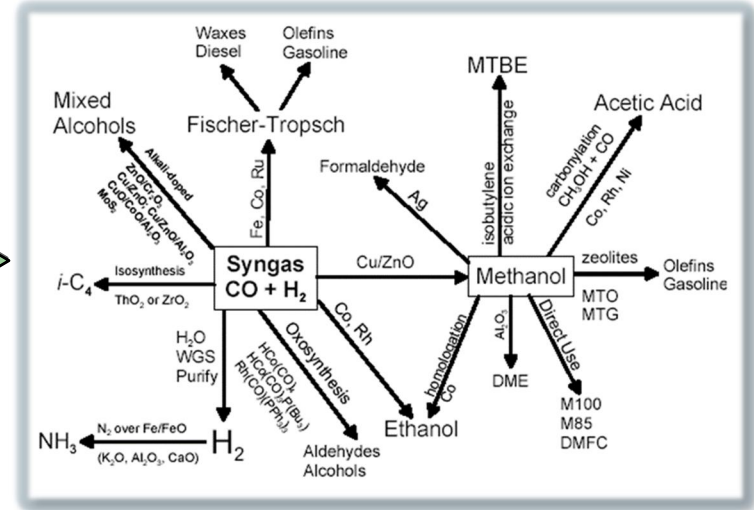 Waxes
Diesel
Olefins
Gasoline
MTBE
Mixed
Alcohols
Fischer-Tropsch
Acetic Acid
Formaldehyde
Alkali-doped
ZnO/Cr₂O₃
Cu/ZnO; Cu/ZnO/Al₂O₃
CuO/CoO/Al₂O₃
MoS₂
Fe, Co, Ru
Ag
isobutylene
acidic ion exchange
carbonylation
CH₃OH + CO
Co, Rh, Ni
Syngas
CO + H₂
Cu/ZnO
Methanol
zeolites
MTO
MTG
Olefins
Gasoline
i-C₄
Isosynthesis
ThO₂ or ZrO₂
H₂O
WGS
Purify
Oxosynthesis
HCo(CO)₄
HCo(CO)₃P(Bu₃)
Rh(CO)(PPh₃)₃
Co, Rh
homologation
Co
Al₂O₃
DME
Direct Use
M100
M85
DMFC
Ethanol
Aldehydes
Alcohols
NH₃
N₂ over Fe/FeO
(K₂O, Al₂O₃, CaO)
H₂